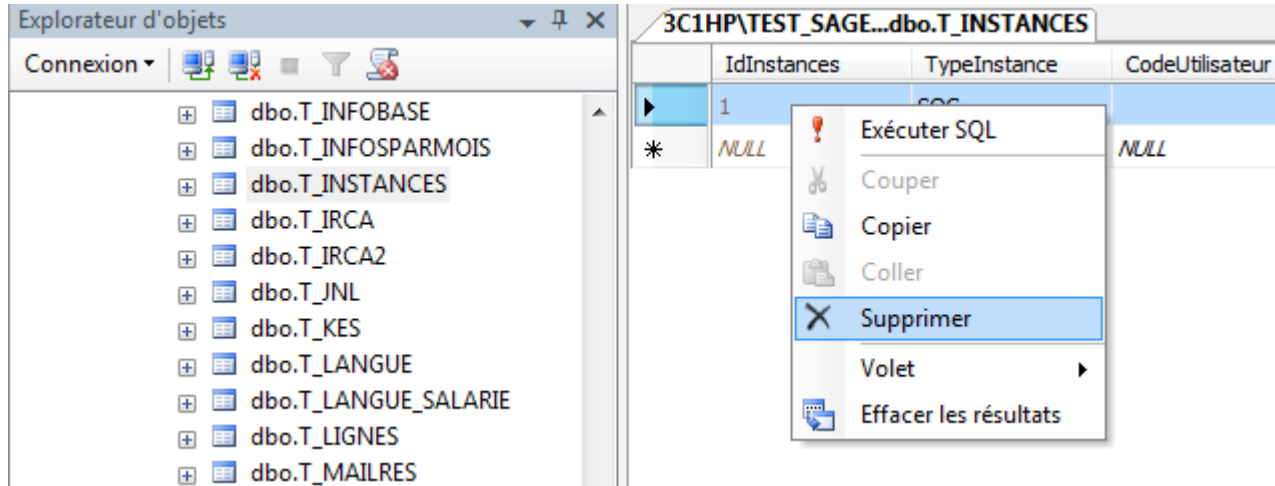 Explorateur d'objets
Connexion
dbo.T_INFOBASE
dbo.T_INFOSPARMOIS
dbo.T_INSTANCES
dbo.T_IRCA
dbo.T_IRCA2
dbo.T_JNL
dbo.T_KES
dbo.T_LANGUE
dbo.T_LANGUE_SALARIE
dbo.T_LIGNES
dbo.T_MAILRES
3C1HP\TEST_SAGE...dbo.T_INSTANCES
IdInstances TypeInstance CodeUtilisateur
1
NULL NULL
Exécuter SQL
Couper
Copier
Coller
Supprimer
Volet
Effacer les résultats